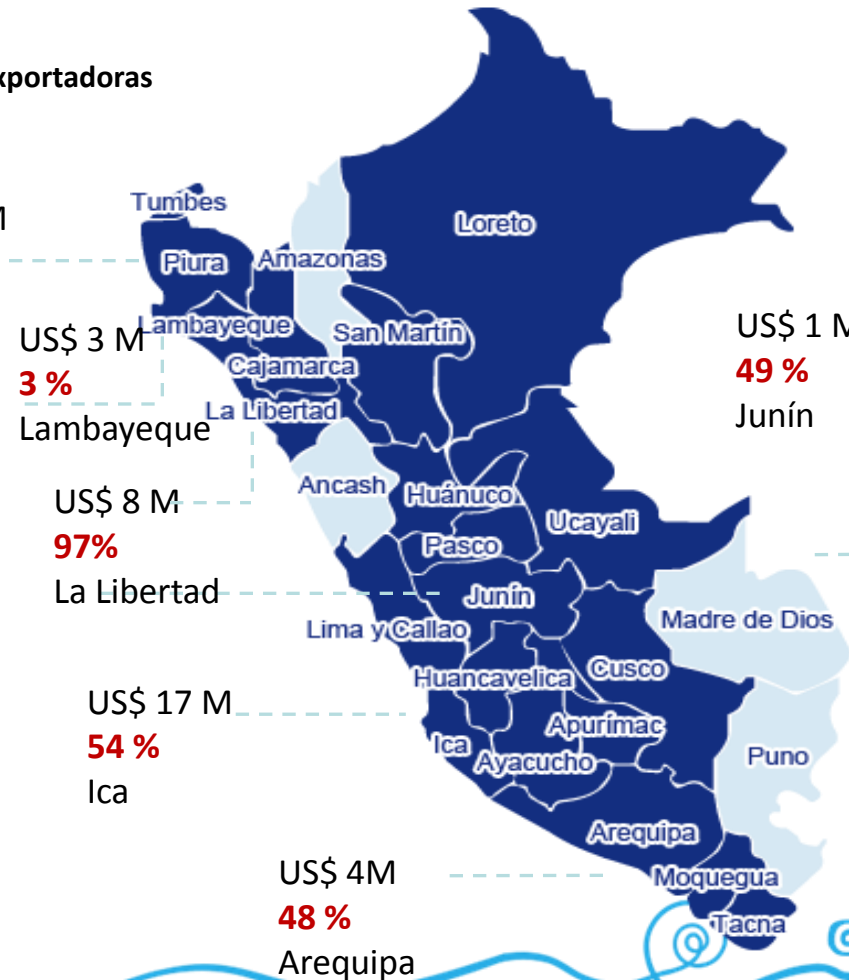 xportadoras
Tumbes
M
Loreto
Piura
Amazonas
US$ 3 M
3 %
Lambayeque
Lambayeque
San Martín
Cajamarca
La Libertad
US$ 1 M
49 %
Junín
US$ 8 M
97%
La Libertad
Ancash
Huánuco
Ucayali
Pasco
Junín
Madre de Dios
Lima y Callao
Huancavelica
Cusco
US$ 17 M
54 %
Ica
Ica
Apurímac
Ayacucho
Puno
Arequipa
US$ 4M
48 %
Arequipa
Moquegua
Tacna